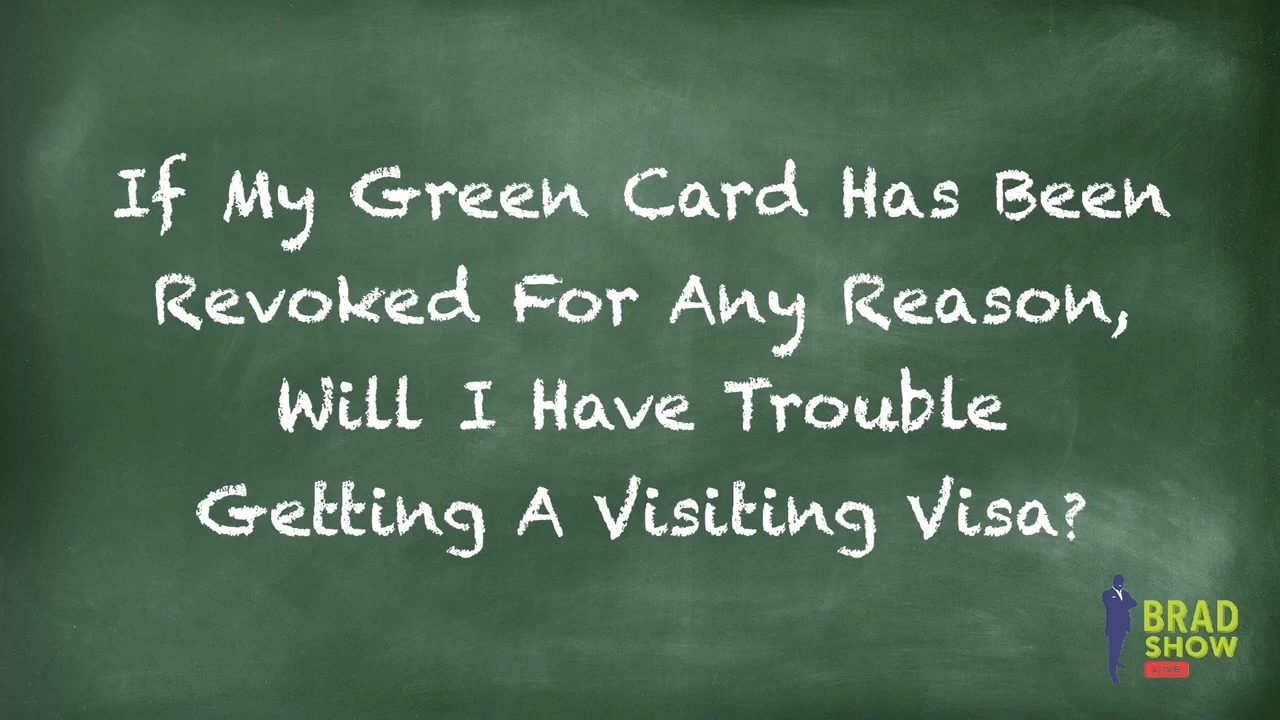 If My Green Card Has Been
Revoked For Any Reason,
Will I Have Trouble
Getting A Visiting Visa?
BRAD
SHOW